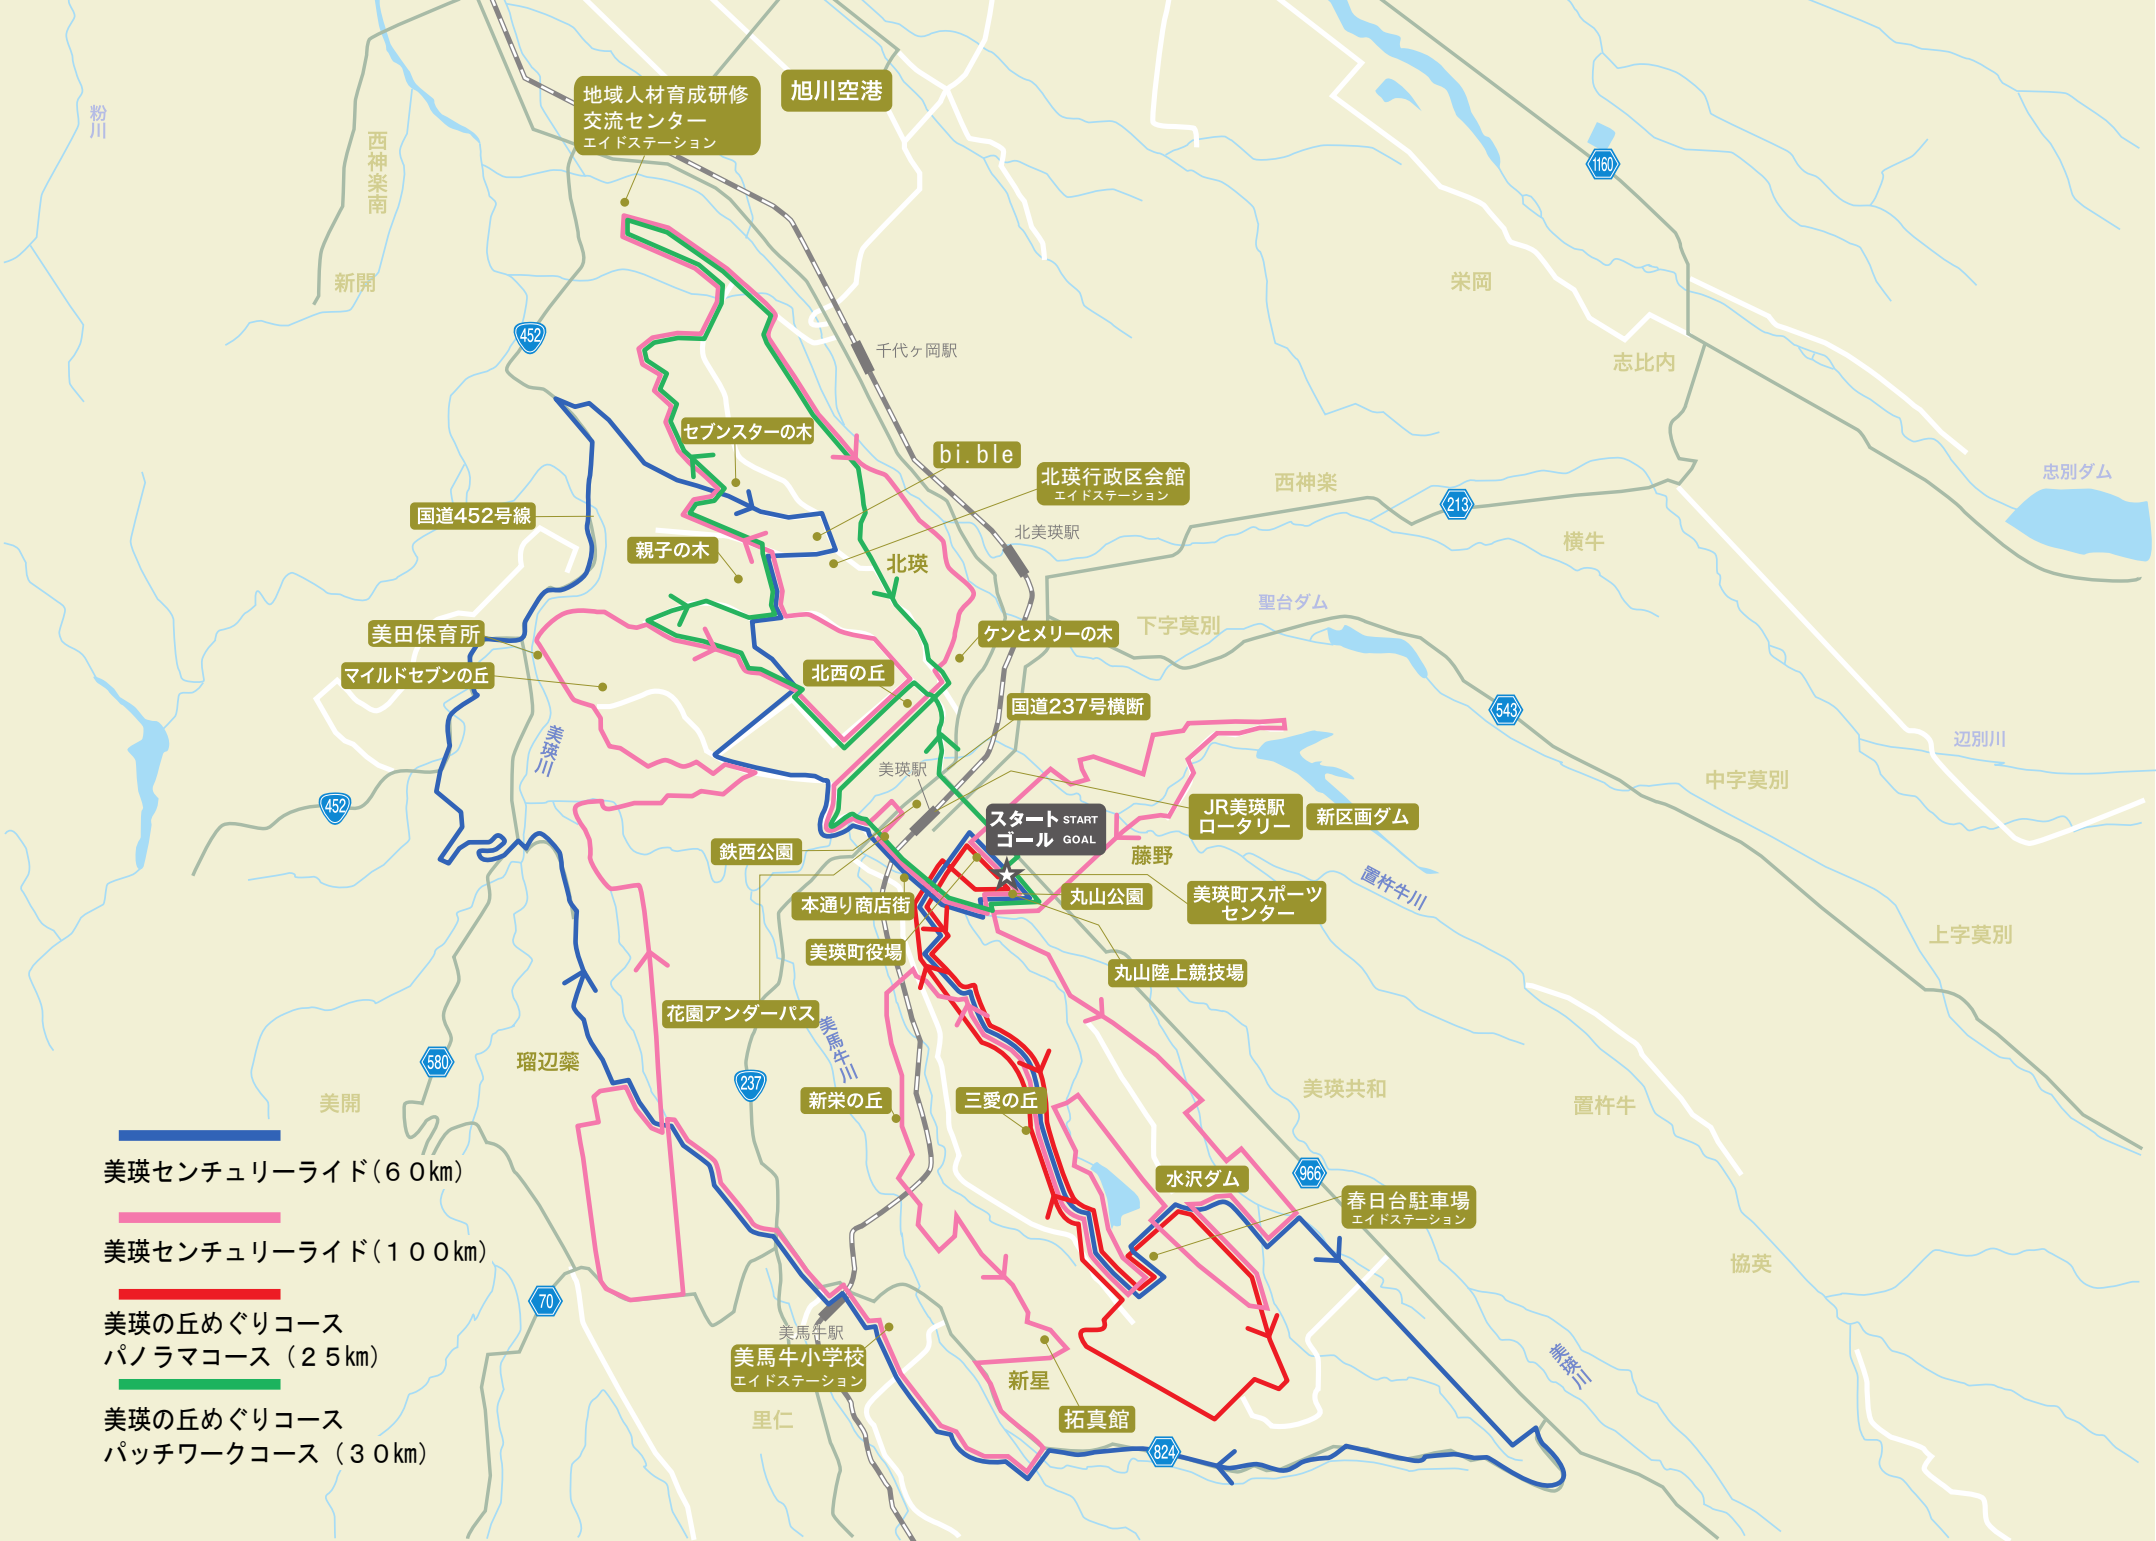 旭川空港
地域人材育成研修
交流センター
エイドステーション
粉川
西神楽南
1160
新開
栄岡
452
千代ヶ岡駅
志比内
セブンスターの木
bi.ble
北瑛行政区会館
エイドステーション
忠別ダム
西神楽
213
国道452号線
北美瑛駅
横牛
親子の木
北瑛
聖台ダム
下字莫別
美田保育所
ケンとメリーの木
マイルドセブンの丘
北西の丘
国道237号横断
543
辺別川
美瑛川
美瑛駅
中字莫別
452
JR美瑛駅
ロータリー
新区画ダム
スタート START
ゴール GOAL
鉄西公園
藤野
置杵牛川
丸山公園
美瑛町スポーツ
センター
本通り商店街
上字莫別
美瑛町役場
丸山陸上競技場
花園アンダーパス
美馬牛川
580
瑠辺蘂
237
新栄の丘
三愛の丘
美瑛共和
美開
置杵牛
美瑛センチュリーライド(６０㎞)
水沢ダム
966
春日台駐車場
エイドステーション
美瑛センチュリーライド(１００㎞)
協英
70
美瑛の丘めぐりコース
パノラマコース（２５㎞）
美馬牛駅
美馬牛小学校
エイドステーション
新星
美瑛川
美瑛の丘めぐりコース
パッチワークコース（３０㎞）
里仁
拓真館
824